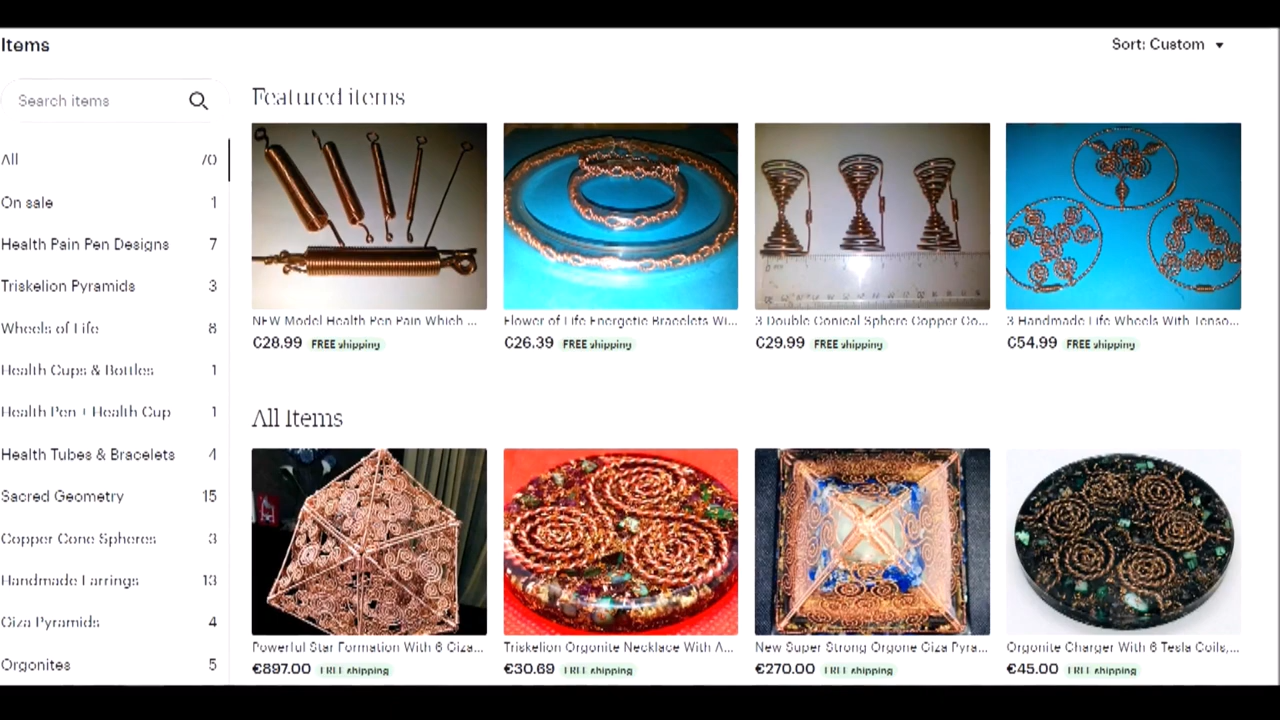 Items
Sort: Custom
Search items
All 70
On sale 1
Health Pain Pen Designs 7
Triskelion Pyramids 3
Wheels of Life 8
Health Cups & Bottles 1
Health Pen + Health Cup 1
Health Tubes & Bracelets 4
Sacred Geometry 15
Copper Cone Spheres 3
Handmade Earrings 13
Giza Pyramids 4
Orgonites 5
Featured items
NEW Model Health Pen Pain Which ...
€28.99 FREE shipping
Flower of Life Energetic Bracelets Wi...
€26.39 FREE shipping
3 Double Conical Sphere Copper Co...
€29.99 FREE shipping
3 Handmade Life Wheels With Tenso...
€54.99 FREE shipping
All Items
Powerful Star Formation With 6 Giza...
€897.00 FREE shipping
Triskelion Orgonite Necklace With A...
€30.69 FREE shipping
New Super Strong Orgone Giza Pyra...
€270.00 FREE shipping
Orgonite Charger With 6 Tesla Coils,...
€45.00 FREE shipping